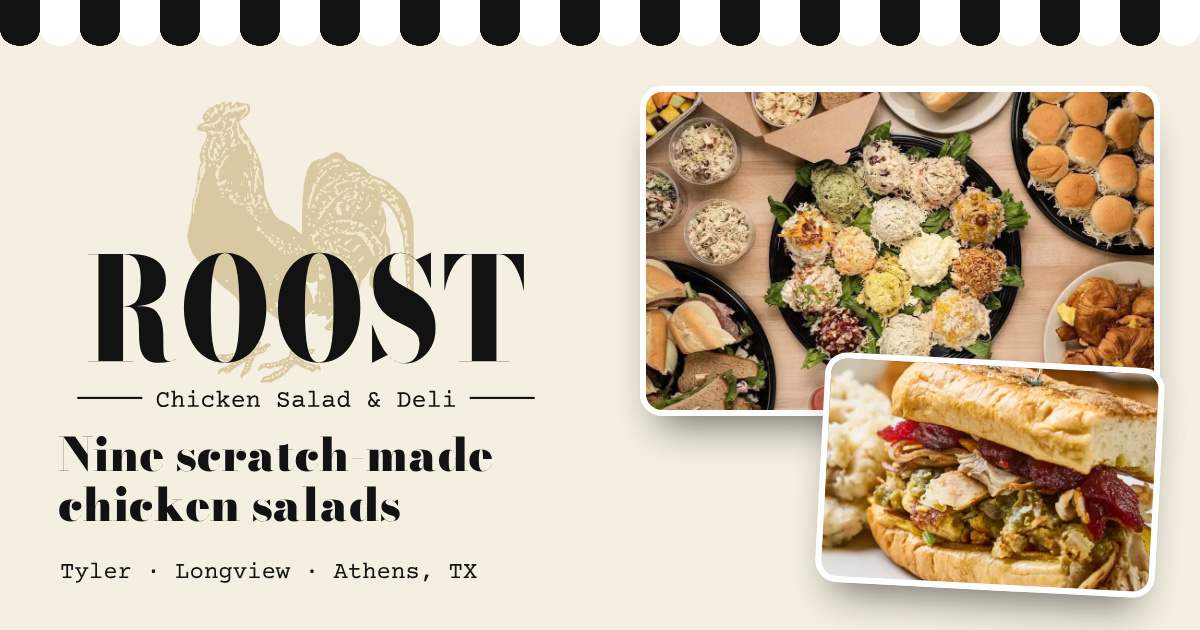 ROOST
Chicken Salad & Deli
Nine scratch-made
chicken salads
Tyler · Longview · Athens, TX